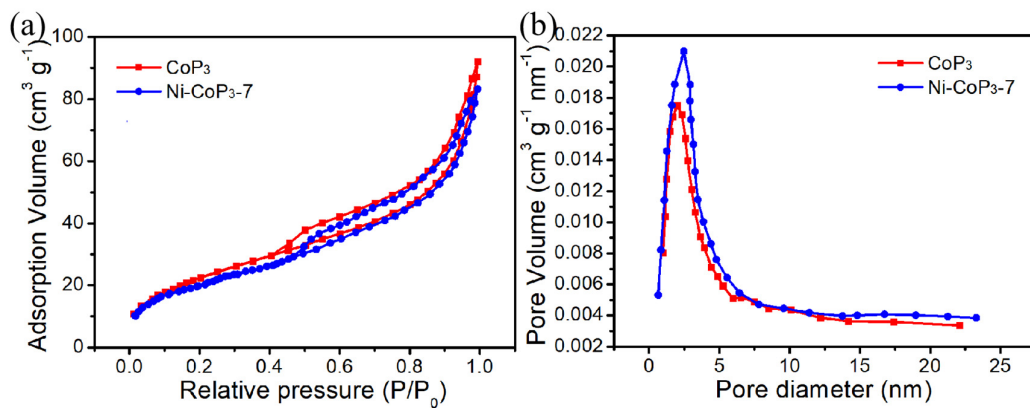 (a)
Adsorption Volume (cm³ g⁻¹)
100
80
60
40
20
0
CoP₃
Ni-CoP₃-7
0.0 0.2 0.4 0.6 0.8 1.0
Relative pressure (P/P₀)
(b)
Pore Volume (cm³ g⁻¹ nm⁻¹)
0.022
0.020
0.018
0.016
0.014
0.012
0.010
0.008
0.006
0.004
0.002
CoP₃
Ni-CoP₃-7
0 5 10 15 20 25
Pore diameter (nm)